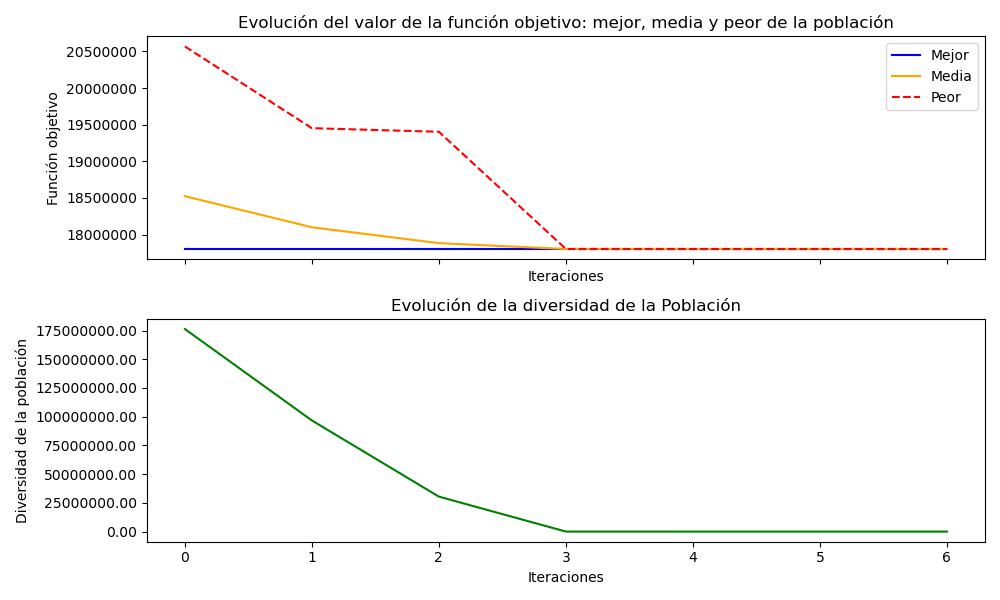 Evolución del valor de la función objetivo: mejor, media y peor de la población
20500000
20000000
19500000
19000000
18500000
18000000
Función objetivo
Mejor
Media
Peor
Iteraciones
Evolución de la diversidad de la Población
175000000.00
150000000.00
125000000.00
100000000.00
75000000.00
50000000.00
25000000.00
0.00
Diversidad de la población
0 1 2 3 4 5 6
Iteraciones